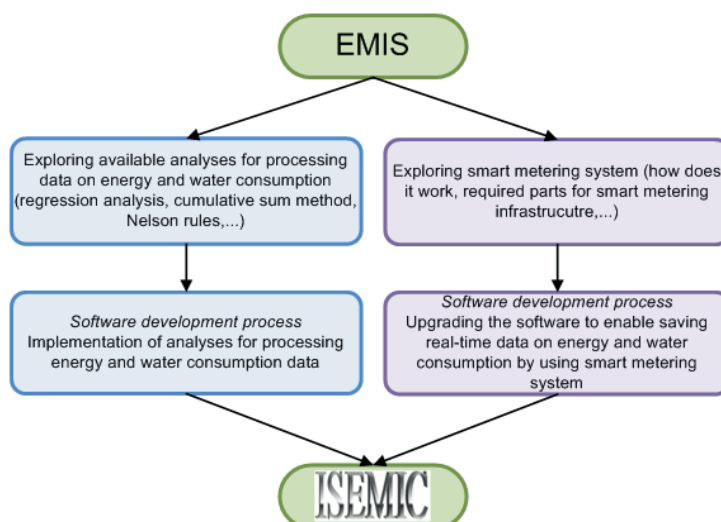 EMIS
Exploring available analyses for processing
data on energy and water consumption
(regression analysis, cumulative sum method,
Nelson rules,...)
Exploring smart metering system (how does
it work, required parts for smart metering
infrastrucutre,...)
Software development process
Implementation of analyses for processing
energy and water consumption data
Software development process
Upgrading the software to enable saving
real-time data on energy and water
consumption by using smart metering
system
ISEMIC